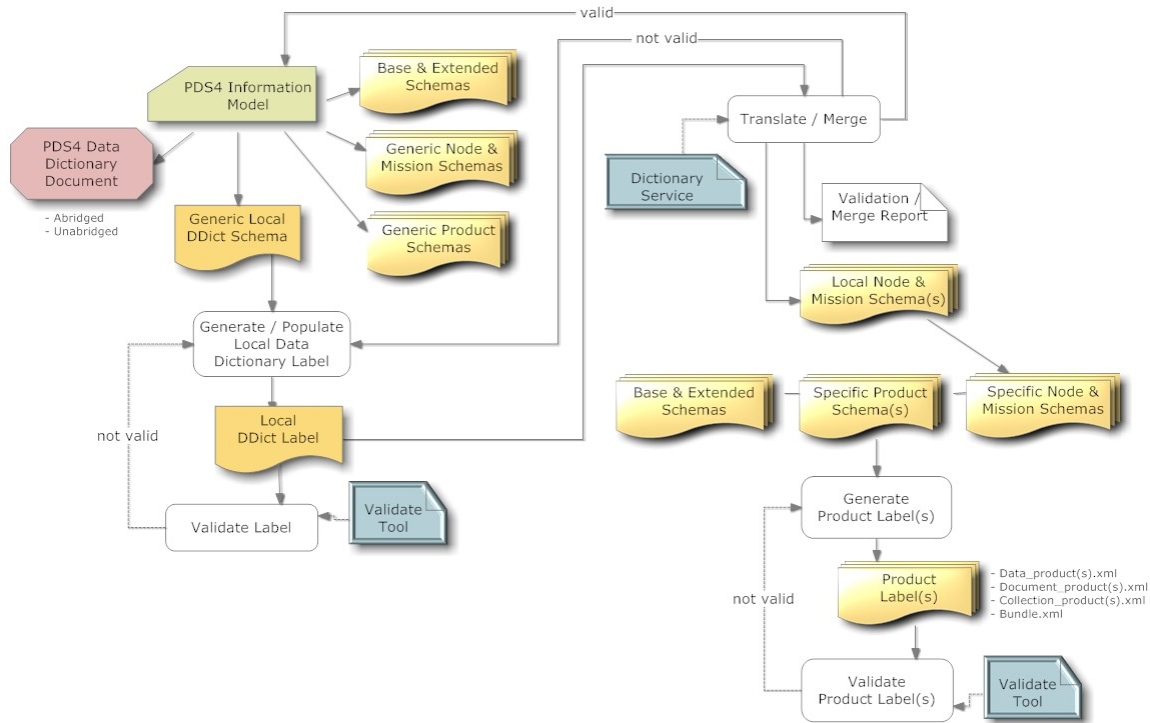 valid
not valid
PDS4 Information
Model
Base & Extended
Schemas
Translate / Merge
PDS4 Data
Dictionary
Document
Generic Node &
Mission Schemas
Dictionary
Service
- Abridged
- Unabridged
Generic Local
DDict Schema
Generic Product
Schemas
Validation /
Merge Report
Local Node &
Mission Schema(s)
Generate / Populate
Local Data
Dictionary Label
Base & Extended
Schemas
Specific Product
Schema(s)
Specific Node &
Mission Schemas
not valid
Local
DDict Label
Validate Label
Validate
Tool
Generate
Product Label(s)
not valid
Product
Label(s)
- Data_product(s).xml
- Document_product(s).xml
- Collection_product(s).xml
- Bundle.xml
Validate
Product Label(s)
Validate
Tool